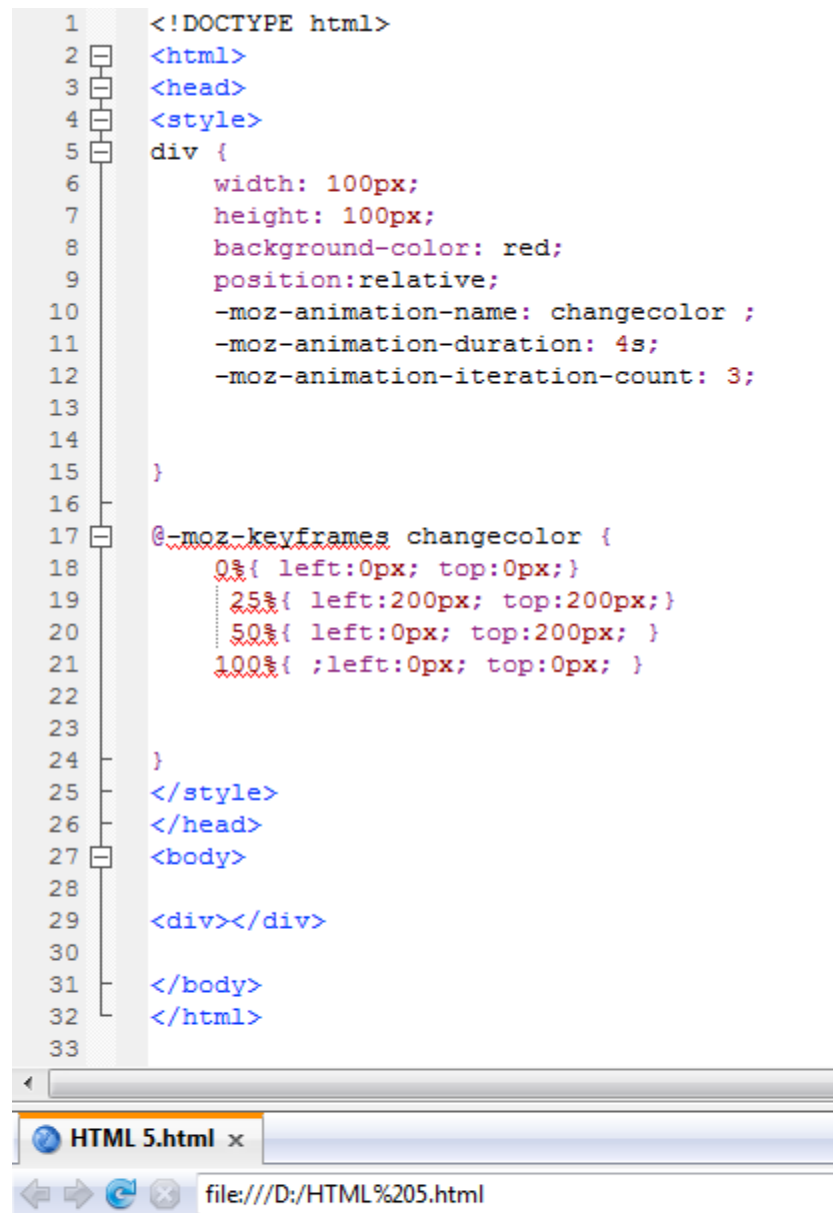 1 <!DOCTYPE html>
2 <html>
3 <head>
4 <style>
5 div {
6 width: 100px;
7 height: 100px;
8 background-color: red;
9 position:relative;
10 -moz-animation-name: changecolor ;
11 -moz-animation-duration: 4s;
12 -moz-animation-iteration-count: 3;
13
14
15 }
16
17 @-moz-keyframes changecolor {
18 0%{ left:0px; top:0px;}
19 25%{ left:200px; top:200px;}
20 50%{ left:0px; top:200px; }
21 100%{ ;left:0px; top:0px; }
22
23
24 }
25 </style>
26 </head>
27 <body>
28
29 <div></div>
30
31 </body>
32 </html>
33
HTML 5.html x
file:///D:/HTML%205.html